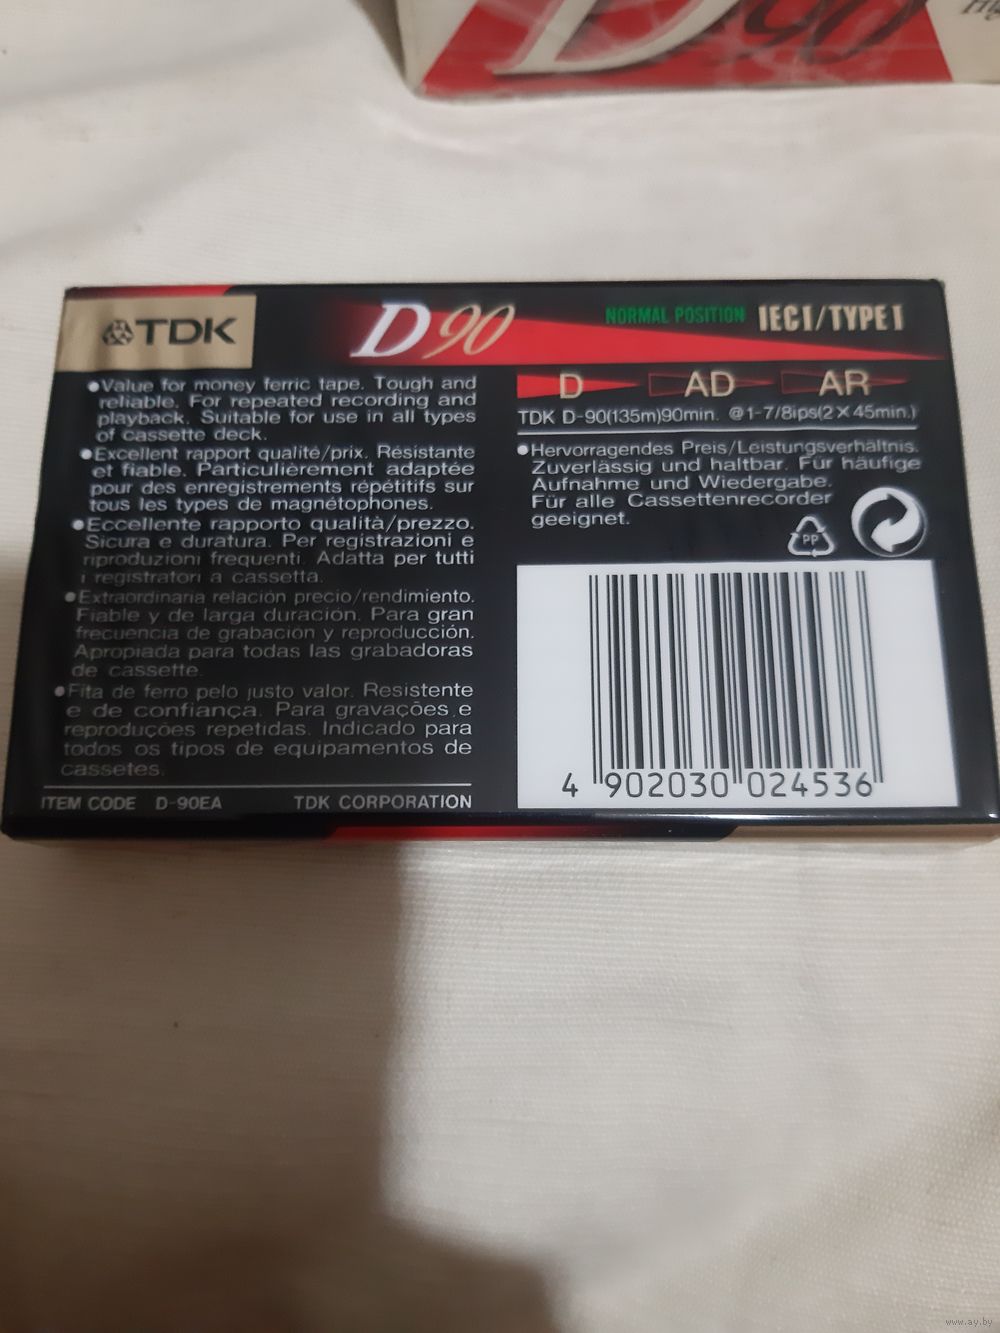 D90
TDK
D90
NORMAL POSITION IECI/TYPE I
●Value for money ferric tape. Tough and
reliable. For repeated recording and
playback. Suitable for use in all types
of cassette deck.
●Excellent rapport qualité/prix. Résistante
et fiable. Particulièrement adaptée
pour des enregistrements répétitifs sur
tous les types de magnétophones.
●Eccellente rapporto qualità/prezzo.
Sicura e duratura. Per registrazioni e
riproduzioni frequenti. Adatta per tutti
i registratori a cassetta.
●Extraordinaria relación precio/rendimiento.
Fiable y de larga duración. Para gran
frecuencia de grabación y reproducción.
Apropiada para todas las grabadoras
de cassette.
●Fita de ferro pelo justo valor. Resistente
e de confiança. Para gravações e
reproduções repetidas. Indicado para
todos os tipos de equipamentos de
cassetes.
ITEM CODE D-90EA TDK CORPORATION
D AD AR
TDK D-90(135m)90min. @1-7/8ips(2×45min.)
●Hervorragendes Preis/Leistungsverhältnis.
Zuverlässig und haltbar. Für häufige
Aufnahme und Wiedergabe.
Für alle Cassettenrecorder
geeignet.
PP
4 902030 024536
www.ay.by